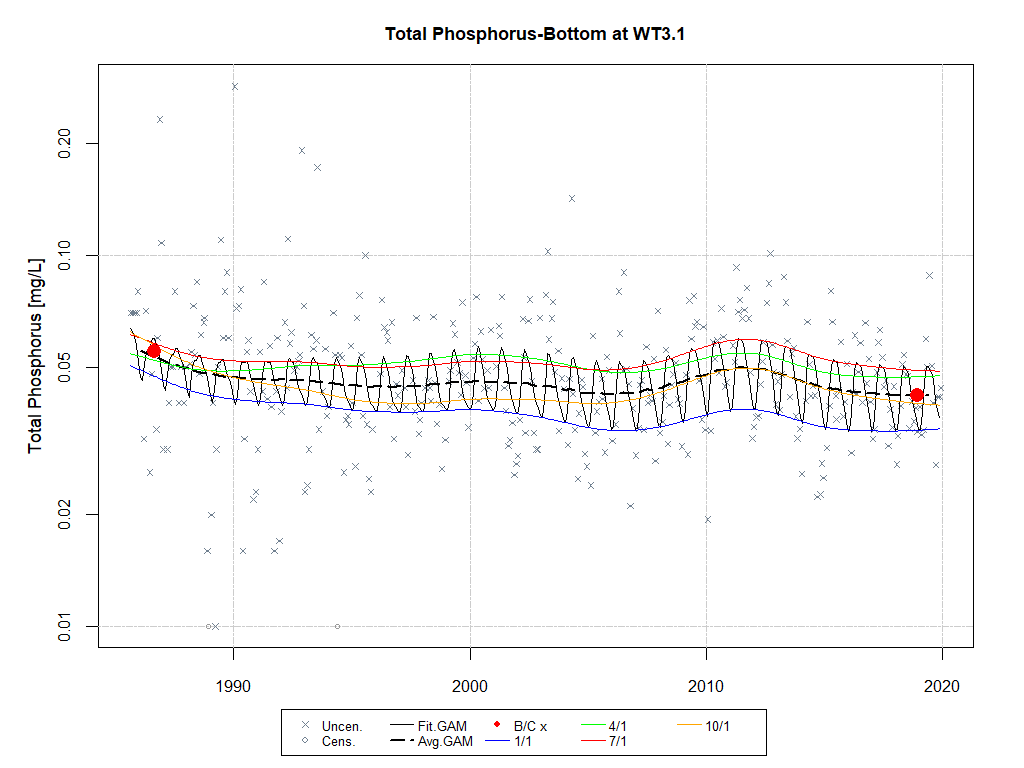 Total Phosphorus-Bottom at WT3.1
Total Phosphorus [mg/L]
0.20
0.10
0.05
0.02
0.01
1990 2000 2010 2020
Uncen. Fit.GAM B/C x 4/1 10/1
Cens. Avg.GAM 1/1 7/1